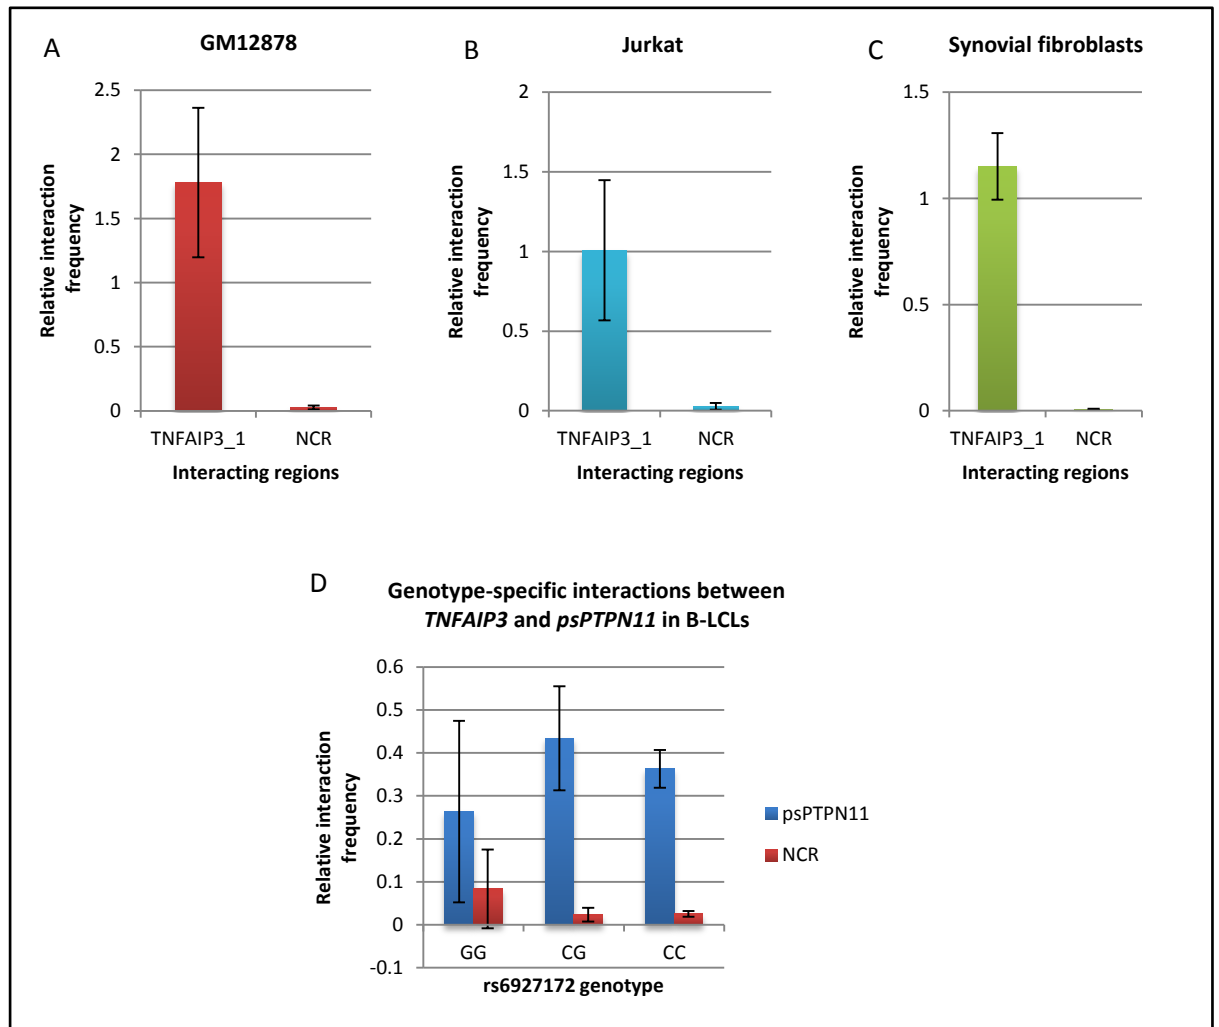 A
GM12878
2.5
2
1.5
1
0.5
0
Relative interaction
frequency
TNFAIP3_1
NCR
Interacting regions
B
Jurkat
2
1.5
1
0.5
0
Relative interaction
frequency
TNFAIP3_1
NCR
Interacting regions
C
Synovial fibroblasts
1.5
1
0.5
0
Relative interaction
frequency
TNFAIP3_1
NCR
Interacting regions
D
Genotype-specific interactions between
TNFAIP3 and psPTPN11 in B-LCLs
0.6
0.5
0.4
0.3
0.2
0.1
0
-0.1
Relative interaction
frequency
GG
CG
CC
rs6927172 genotype
psPTPN11
NCR